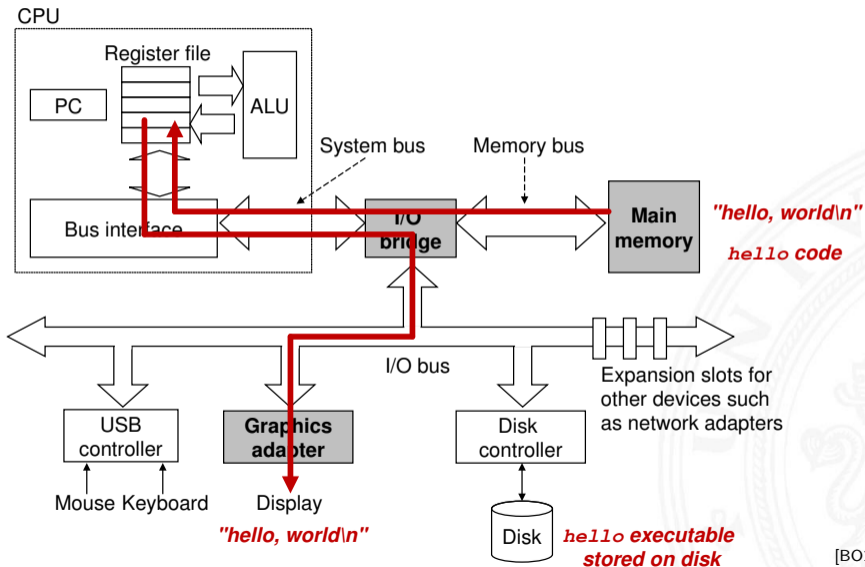 CPU
Register file
PC
ALU
System bus
Memory bus
Bus interface
I/O
bridge
Main
memory
"hello, world\n"
hello code
I/O bus
Expansion slots for
other devices such
as network adapters
USB
controller
Graphics
adapter
Disk
controller
Mouse Keyboard
Display
"hello, world\n"
Disk
hello executable
stored on disk